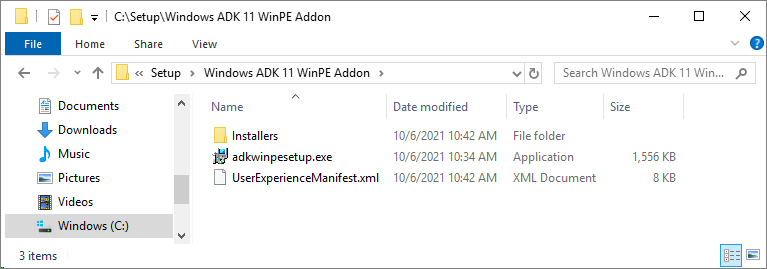 C:\Setup\Windows ADK 11 WinPE Addon
File Home Share View
« Setup > Windows ADK 11 WinPE Addon > Search Windows ADK 11 Win...
Name Date modified Type Size
Documents
Downloads
Music
Pictures
Videos
Windows (C:)
Installers 10/6/2021 10:42 AM File folder
adkwinpesetup.exe 10/6/2021 10:34 AM Application 1,556 KB
UserExperienceManifest.xml 10/6/2021 10:42 AM XML Document 8 KB
3 items